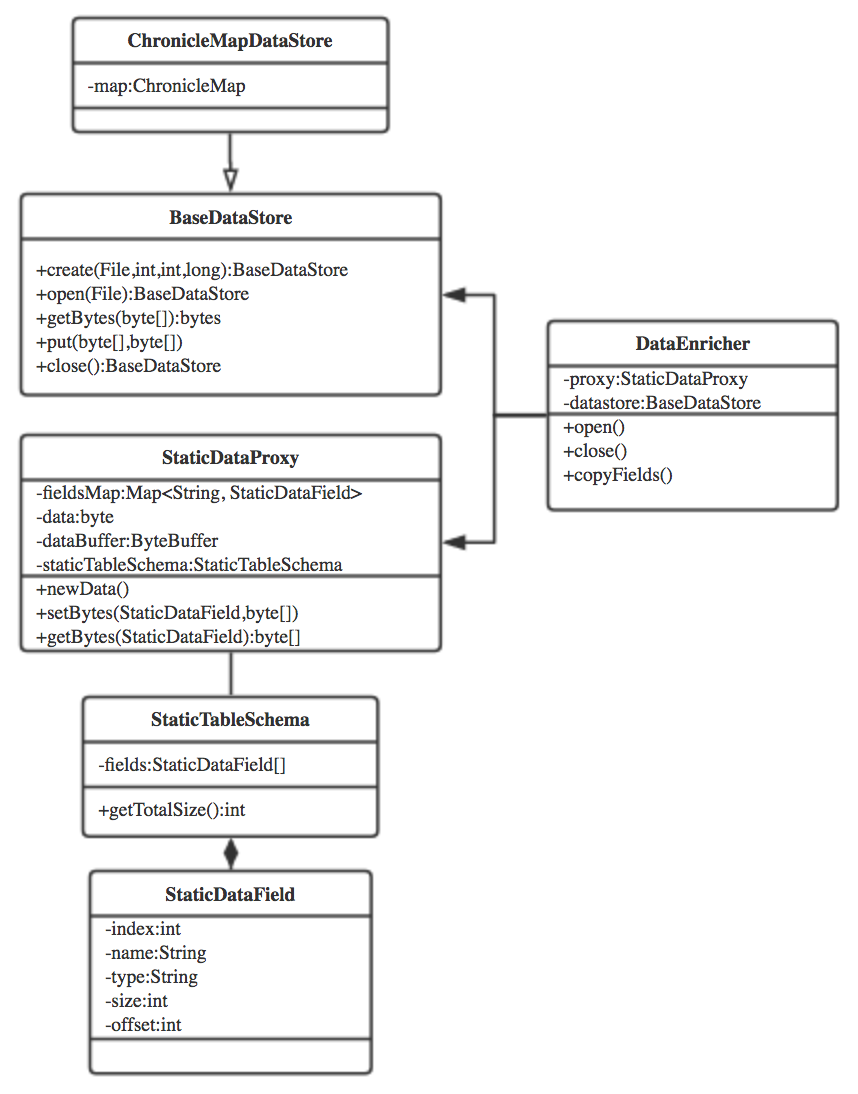 ChronicleMapDataStore
-map:ChronicleMap
BaseDataStore
+create(File,int,int,long):BaseDataStore
+open(File):BaseDataStore
+getBytes(byte[]):bytes
+put(byte[],byte[])
+close():BaseDataStore
DataEnricher
-proxy:StaticDataProxy
-datastore:BaseDataStore
+open()
+close()
+copyFields()
StaticDataProxy
-fieldsMap:Map<String, StaticDataField>
-data:byte
-dataBuffer:ByteBuffer
-staticTableSchema:StaticTableSchema
+newData()
+setBytes(StaticDataField,byte[])
+getBytes(StaticDataField):byte[]
StaticTableSchema
-fields:StaticDataField[]
+getTotalSize():int
StaticDataField
-index:int
-name:String
-type:String
-size:int
-offset:int